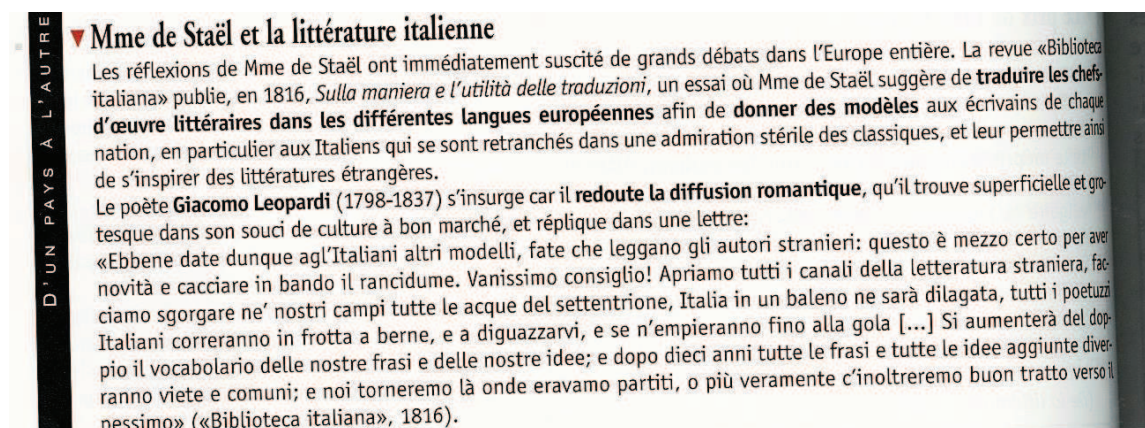 D'UN PAYS À L'AUTRE
Mme de Staël et la littérature italienne
Les réflexions de Mme de Staël ont immédiatement suscité de grands débats dans l'Europe entière. La revue «Biblioteca
italiana» publie, en 1816, Sulla maniera e l'utilità delle traduzioni, un essai où Mme de Staël suggère de traduire les chefs-
d'œuvre littéraires dans les différentes langues européennes afin de donner des modèles aux écrivains de chaque
nation, en particulier aux Italiens qui se sont retranchés dans une admiration stérile des classiques, et leur permettre ainsi
de s'inspirer des littératures étrangères.
Le poète Giacomo Leopardi (1798-1837) s'insurge car il redoute la diffusion romantique, qu'il trouve superficielle et gro-
tesque dans son souci de culture à bon marché, et réplique dans une lettre:
«Ebbene date dunque agl'Italiani altri modelli, fate che leggano gli autori stranieri: questo è mezzo certo per aver
novità e cacciare in bando il rancidume. Vanissimo consiglio! Apriamo tutti i canali della letteratura straniera, fac-
ciamo sgorgare ne' nostri campi tutte le acque del settentrione, Italia in un baleno ne sarà dilagata, tutti i poetuzzi
Italiani correranno in frotta a berne, e a diguazzarvi, e se n'empieranno fino alla gola [...] Si aumenterà del dop-
pio il vocabolario delle nostre frasi e delle nostre idee; e dopo dieci anni tutte le frasi e tutte le idee aggiunte diver-
ranno viete e comuni; e noi torneremo là onde eravamo partiti, o più veramente c'inoltreremo buon tratto verso il
pessimo» («Biblioteca italiana», 1816).